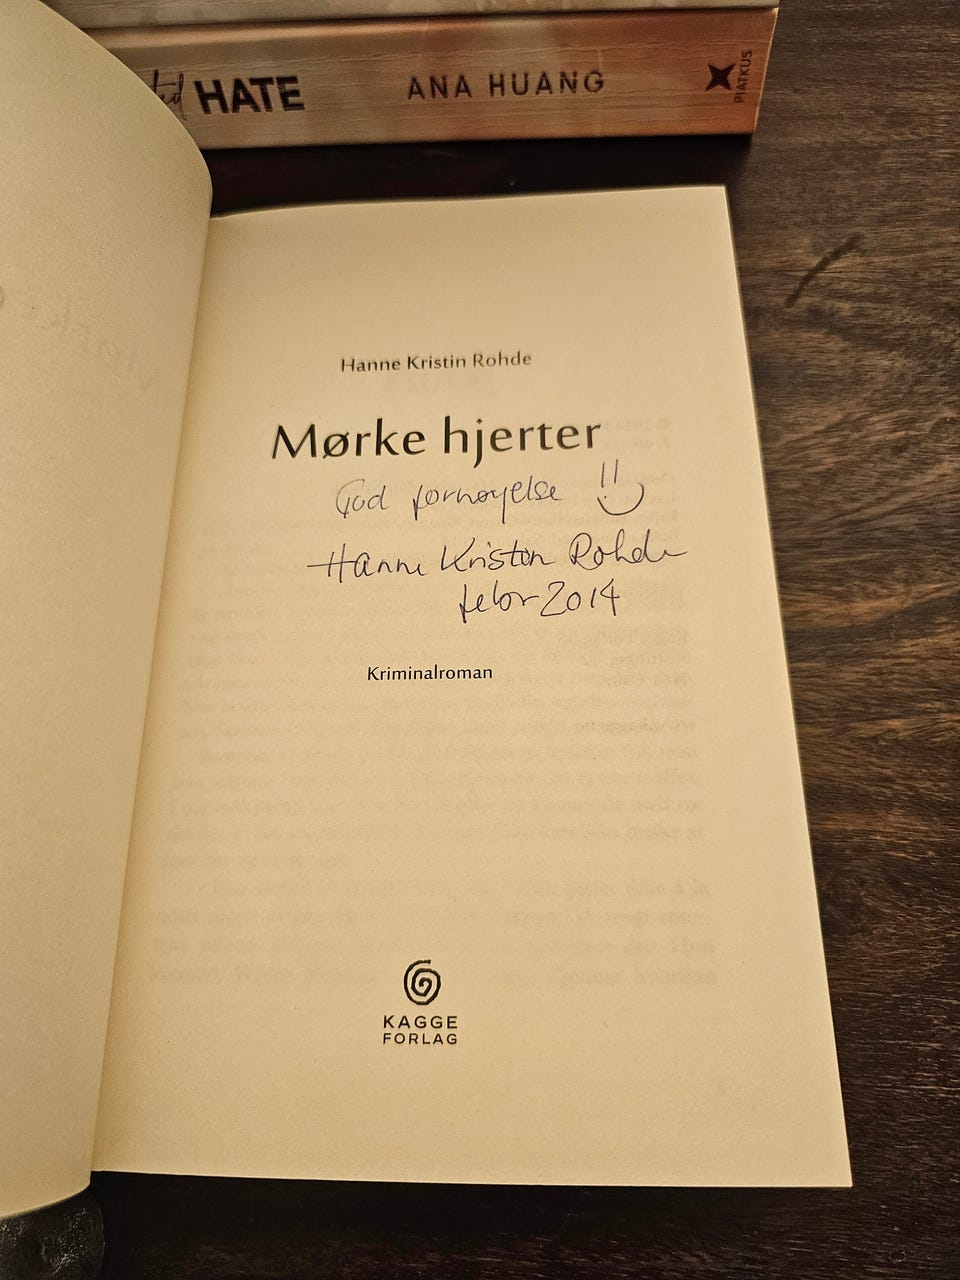 HATE ANA HUANG PIATKUS
Hanne Kristin Rohde
Mørke hjerter
God fornøyelse !!
Hanne Kristin Rohde
febr 2014
Kriminalroman
KAGGE
FORLAG